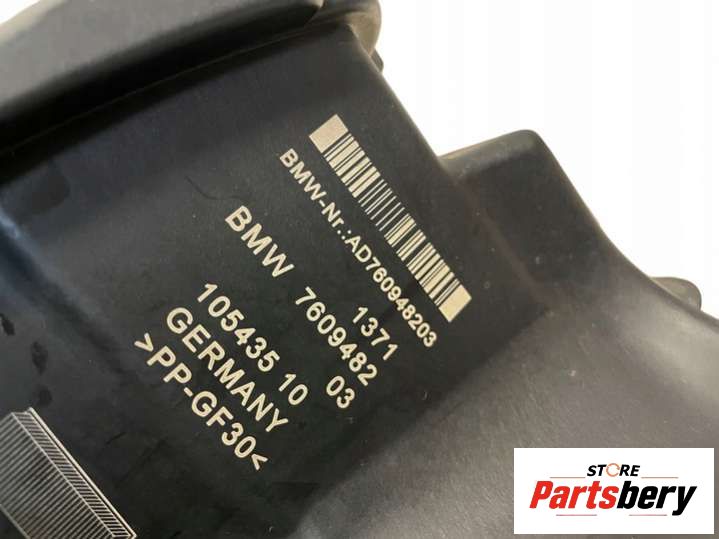 BMW-Nr.:AD760948203
1371
BMW 7609482
03
105435 10
GERMANY
>PP-GF30<
STORE
Partsbery